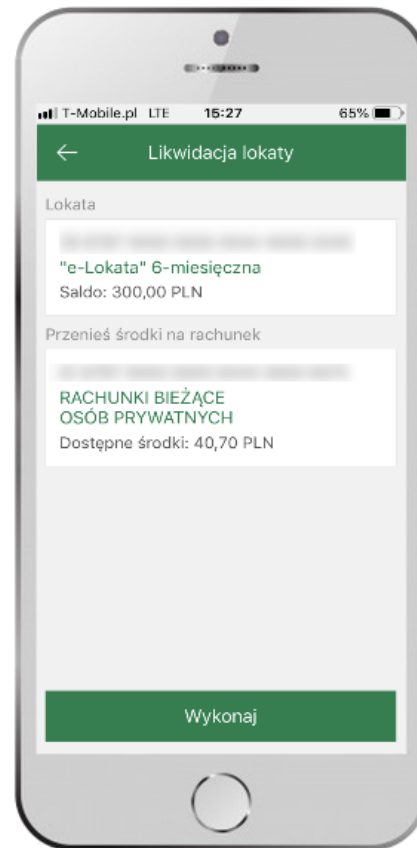 T-Mobile.pl LTE 15:27 65%
Likwidacja lokaty
Lokata
"e-Lokata" 6-miesięczna
Saldo: 300,00 PLN
Przenieś środki na rachunek
RACHUNKI BIEŻĄCE
OSÓB PRYWATNYCH
Dostępne środki: 40,70 PLN
Wykonaj